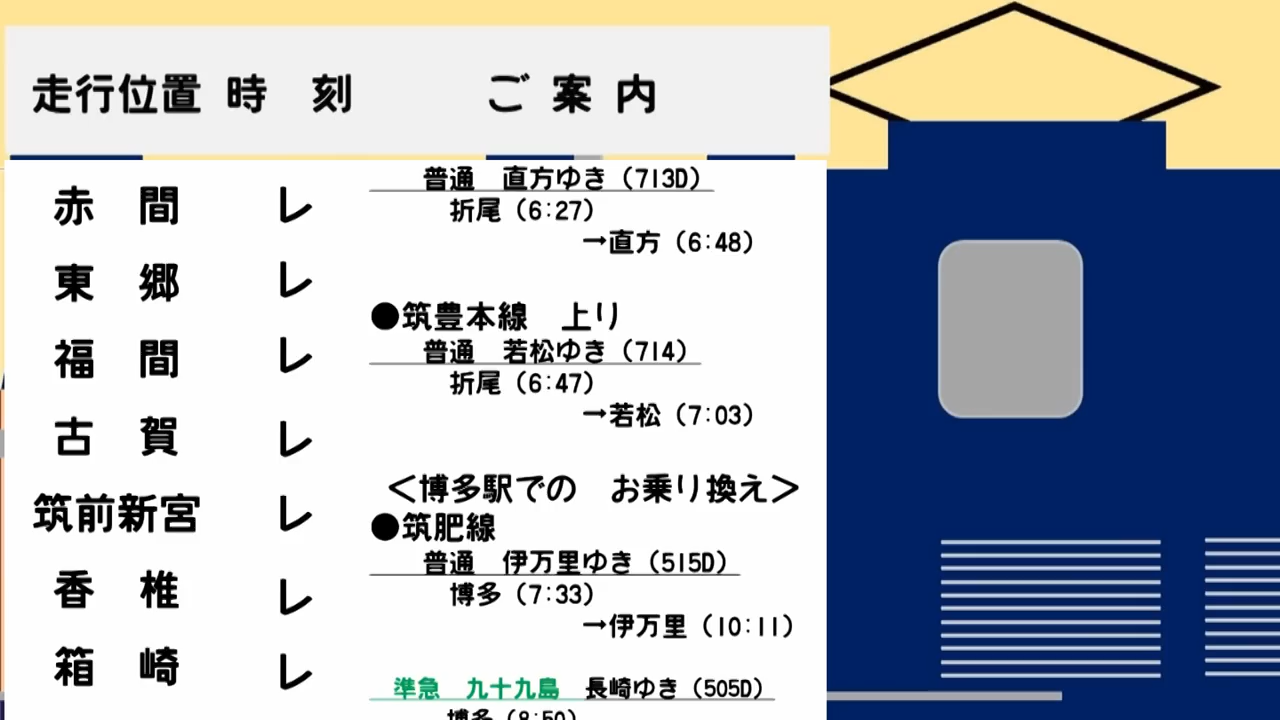 走行位置 時 刻 ご 案 内
赤 間 レ
東 郷 レ
福 間 レ
古 賀 レ
筑前新宮 レ
香 椎 レ
箱 崎 レ
普通 直方ゆき（713D）
折尾（6:27）
→直方（6:48）
●筑豊本線 上り
普通 若松ゆき（714）
折尾（6:47）
→若松（7:03）
＜博多駅での お乗り換え＞
●筑肥線
普通 伊万里ゆき（515D）
博多（7:33）
→伊万里（10:11）
準急 九十九島 長崎ゆき（505D）
博多（8:50）